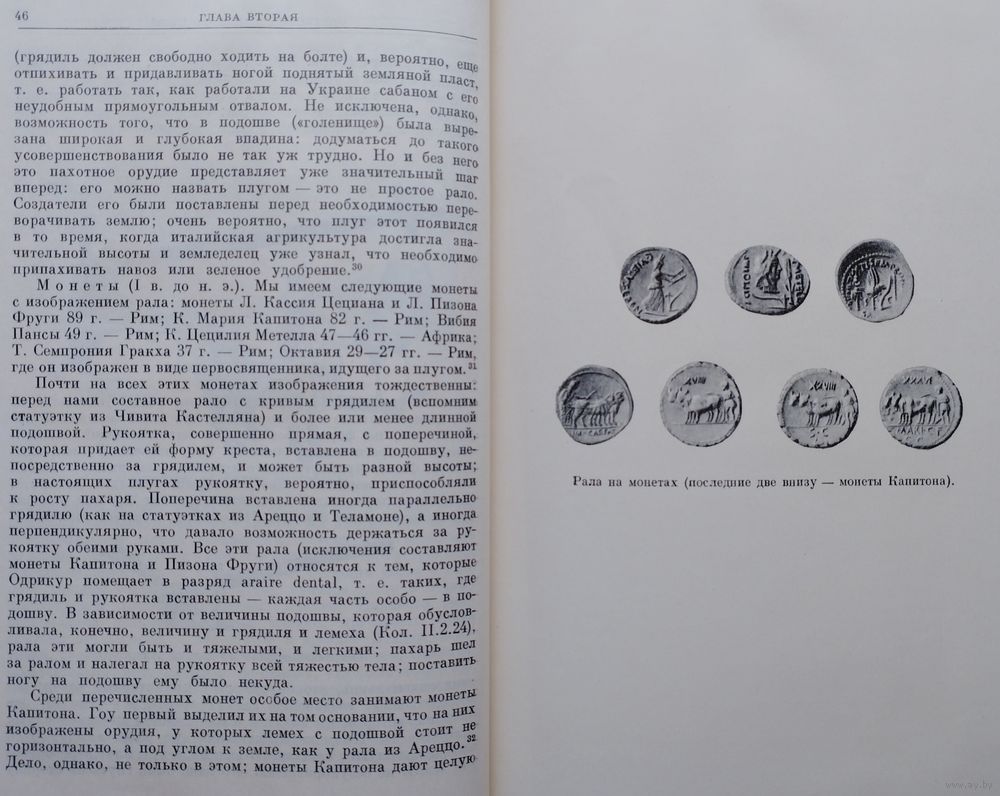 46
ГЛАВА ВТОРАЯ
(грядиль должен свободно ходить на болте) и, вероятно, еще
отпихивать и придавливать ногой поднятый земляной пласт,
т. е. работать так, как работали на Украине сабаном с его
неудобным прямоугольным отвалом. Не исключена, однако,
возможность того, что в подошве («голенище») была выре-
зана широкая и глубокая впадина: додуматься до такого
усовершенствования было не так уж трудно. Но и без него
это пахотное орудие представляет уже значительный шаг
вперед: его можно назвать плугом — это не простое рало.
Создатели его были поставлены перед необходимостью пере-
ворачивать землю; очень вероятно, что плуг этот появился
в то время, когда италийская агрикультура достигла зна-
чительной высоты и земледелец уже узнал, что необходимо
припахивать навоз или зеленое удобрение.30
Монеты (I в. до н. э.). Мы имеем следующие монеты
с изображением рала: монеты Л. Кассия Цециана и Л. Пизона
Фруги 89 г. — Рим; К. Мария Капитона 82 г. — Рим; Вибия
Пансы 49 г. — Рим; К. Цецилия Метелла 47—46 гг. — Африка;
Т. Семпрония Гракха 37 г. — Рим; Октавия 29—27 гг. — Рим,
где он изображен в виде первосвященника, идущего за плугом.31
Почти на всех этих монетах изображения тождественны:
перед нами составное рало с кривым грядилем (вспомним
статуэтку из Чивита Кастелляна) и более или менее длинной
подошвой. Рукоятка, совершенно прямая, с поперечиной,
которая придает ей форму креста, вставлена в подошву, не-
посредственно за грядилем, и может быть разной высоты;
в настоящих плугах рукоятку, вероятно, приспособляли
к росту пахаря. Поперечина вставлена иногда параллельно
грядилю (как на статуэтках из Ареццо и Теламоне), а иногда
перпендикулярно, что давало возможность держаться за ру-
коятку обеими руками. Все эти рала (исключения составляют
монеты Капитона и Пизона Фруги) относятся к тем, которые
Одрикур помещает в разряд araire dental, т. е. таких, где
грядиль и рукоятка вставлены — каждая часть особо — в по-
дошву. В зависимости от величины подошвы, которая обуслов-
ливала, конечно, величину и грядиля и лемеха (Кол. II.2.24),
рала эти могли быть и тяжелыми, и легкими; пахарь шел
за ралом и налегал на рукоятку всей тяжестью тела; поставить
ногу на подошву ему было некуда.
Среди перечисленных монет особое место занимают монеты
Капитона. Гоу первый выделил их на том основании, что на них
изображены орудия, у которых лемех с подошвой стоит не
горизонтально, а под углом к земле, как у рала из Ареццо.32
Дело, однако, не только в этом; монеты Капитона дают целую
Рала на монетах (последние две внизу — монеты Капитона).
www.ay.by